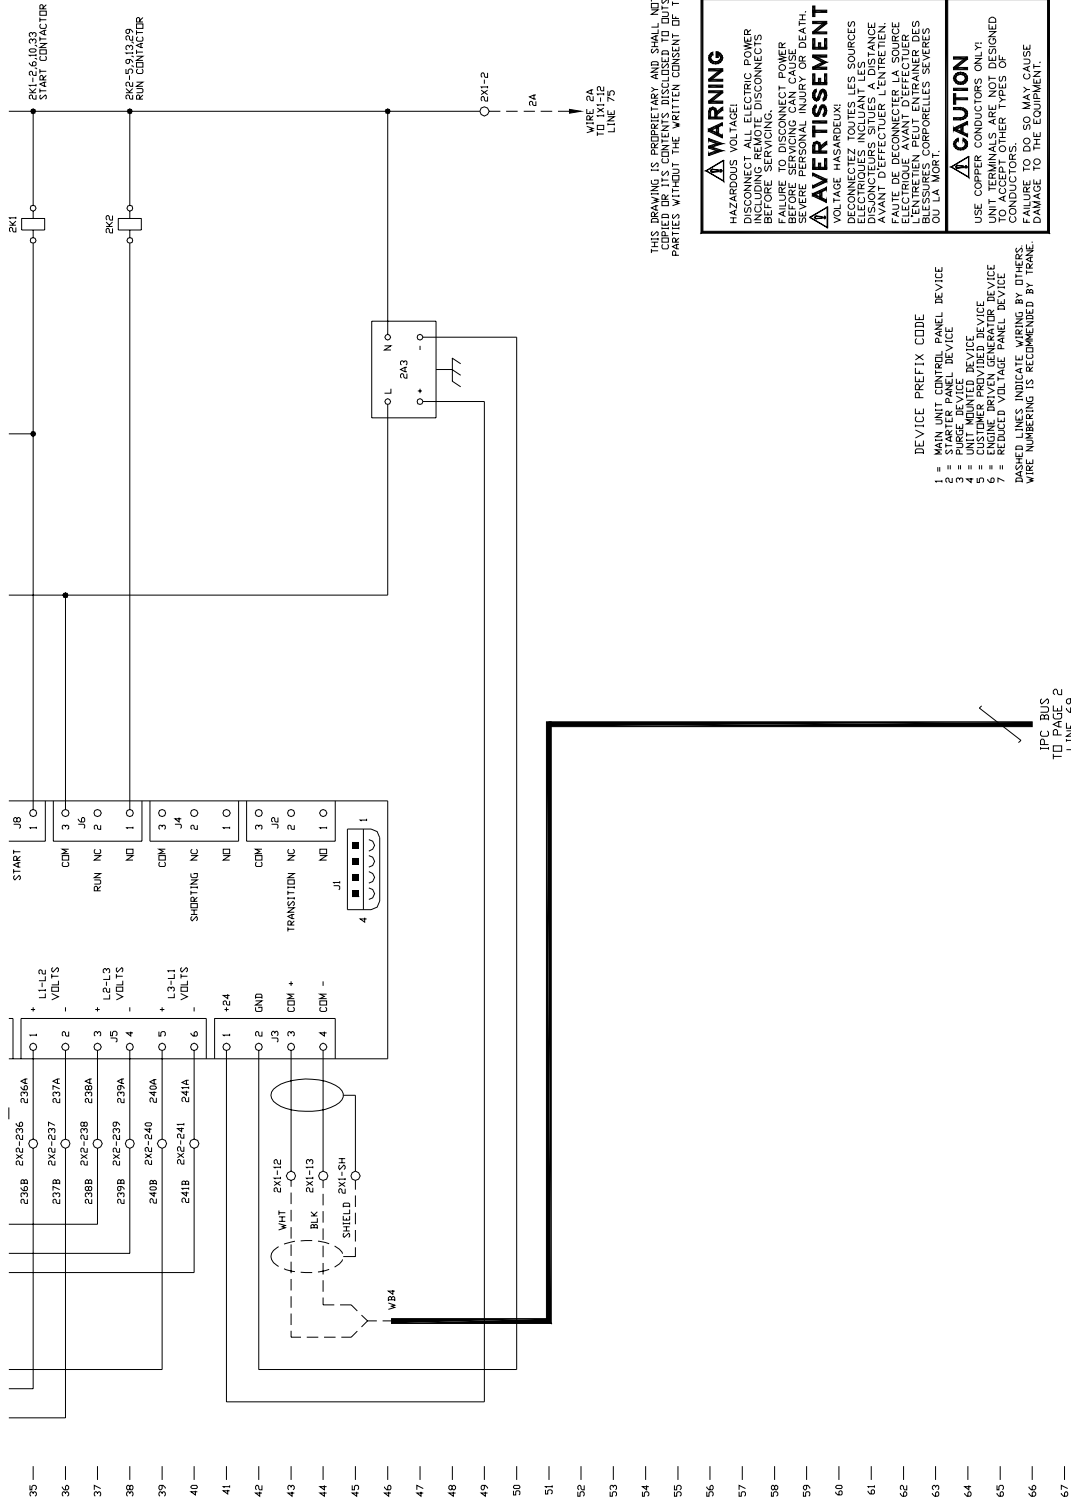 35
36
37
38
39
40
41
42
43
44
45
46
47
48
49
50
51
52
53
54
55
56
57
58
59
60
61
62
63
64
65
66
67
236B 2X2-236 236A
237B 2X2-237 237A
238B 2X2-238 238A
239B 2X2-239 239A
240B 2X2-240 240A
241B 2X2-241 241A
1 +
2 -
L1-L2
VOLTS
3 +
J5
4 -
L2-L3
VOLTS
5 +
6 -
L3-L1
VOLTS
1 +24
2 GND
J3
3 COM +
4 COM -
WHT 2X1-12
BLK 2X1-13
SHIELD 2X1-SH
WB4
START
J8
1
COM 3
J6
RUN NC 2
NO 1
COM 3
J4
SHORTING NC 2
NO 1
COM 3
J2
TRANSITION NC 2
NO 1
4 J1 1
2K1
2K1-2,6,10,33
START CONTACTOR
2K2
2K2-5,9,13,29
RUN CONTACTOR
L N
2A3
+ -
2X1-2
2A
WIRE 2A
TO 1X1-12
LINE 75
IPC BUS
TO PAGE 2
LINE 69
THIS DRAWING IS PROPRIETARY AND SHALL NOT
COPIED OR ITS CONTENTS DISCLOSED TO OUTS
PARTIES WITHOUT THE WRITTEN CONSENT OF T
WARNING
HAZARDOUS VOLTAGE!
DISCONNECT ALL ELECTRIC POWER
INCLUDING REMOTE DISCONNECTS
BEFORE SERVICING.
FAILURE TO DISCONNECT POWER
BEFORE SERVICING CAN CAUSE
SEVERE PERSONAL INJURY OR DEATH.
AVERTISSEMENT
VOLTAGE HASARDEUX!
DECONNECTEZ TOUTES LES SOURCES
ELECTRIQUES INCLUANT LES
DISJONCTEURS SITUES A DISTANCE
AVANT D'EFFECTUER L'ENTRETIEN.
FAUTE DE DECONNECTER LA SOURCE
ELECTRIQUE AVANT D'EFFECTUER
L'ENTRETIEN PEUT ENTRAINER DES
BLESSURES CORPORELLES SEVERES
OU LA MORT.
CAUTION
USE COPPER CONDUCTORS ONLY!
UNIT TERMINALS ARE NOT DESIGNED
TO ACCEPT OTHER TYPES OF
CONDUCTORS.
FAILURE TO DO SO MAY CAUSE
DAMAGE TO THE EQUIPMENT.
DEVICE PREFIX CODE
1 = MAIN UNIT CONTROL PANEL DEVICE
2 = STARTER PANEL DEVICE
3 = PURGE DEVICE
4 = UNIT MOUNTED DEVICE
5 = CUSTOMER PROVIDED DEVICE
6 = ENGINE DRIVEN GENERATOR DEVICE
7 = REDUCED VOLTAGE PANEL DEVICE
DASHED LINES INDICATE WIRING BY OTHERS.
WIRE NUMBERING IS RECOMMENDED BY TRANE.